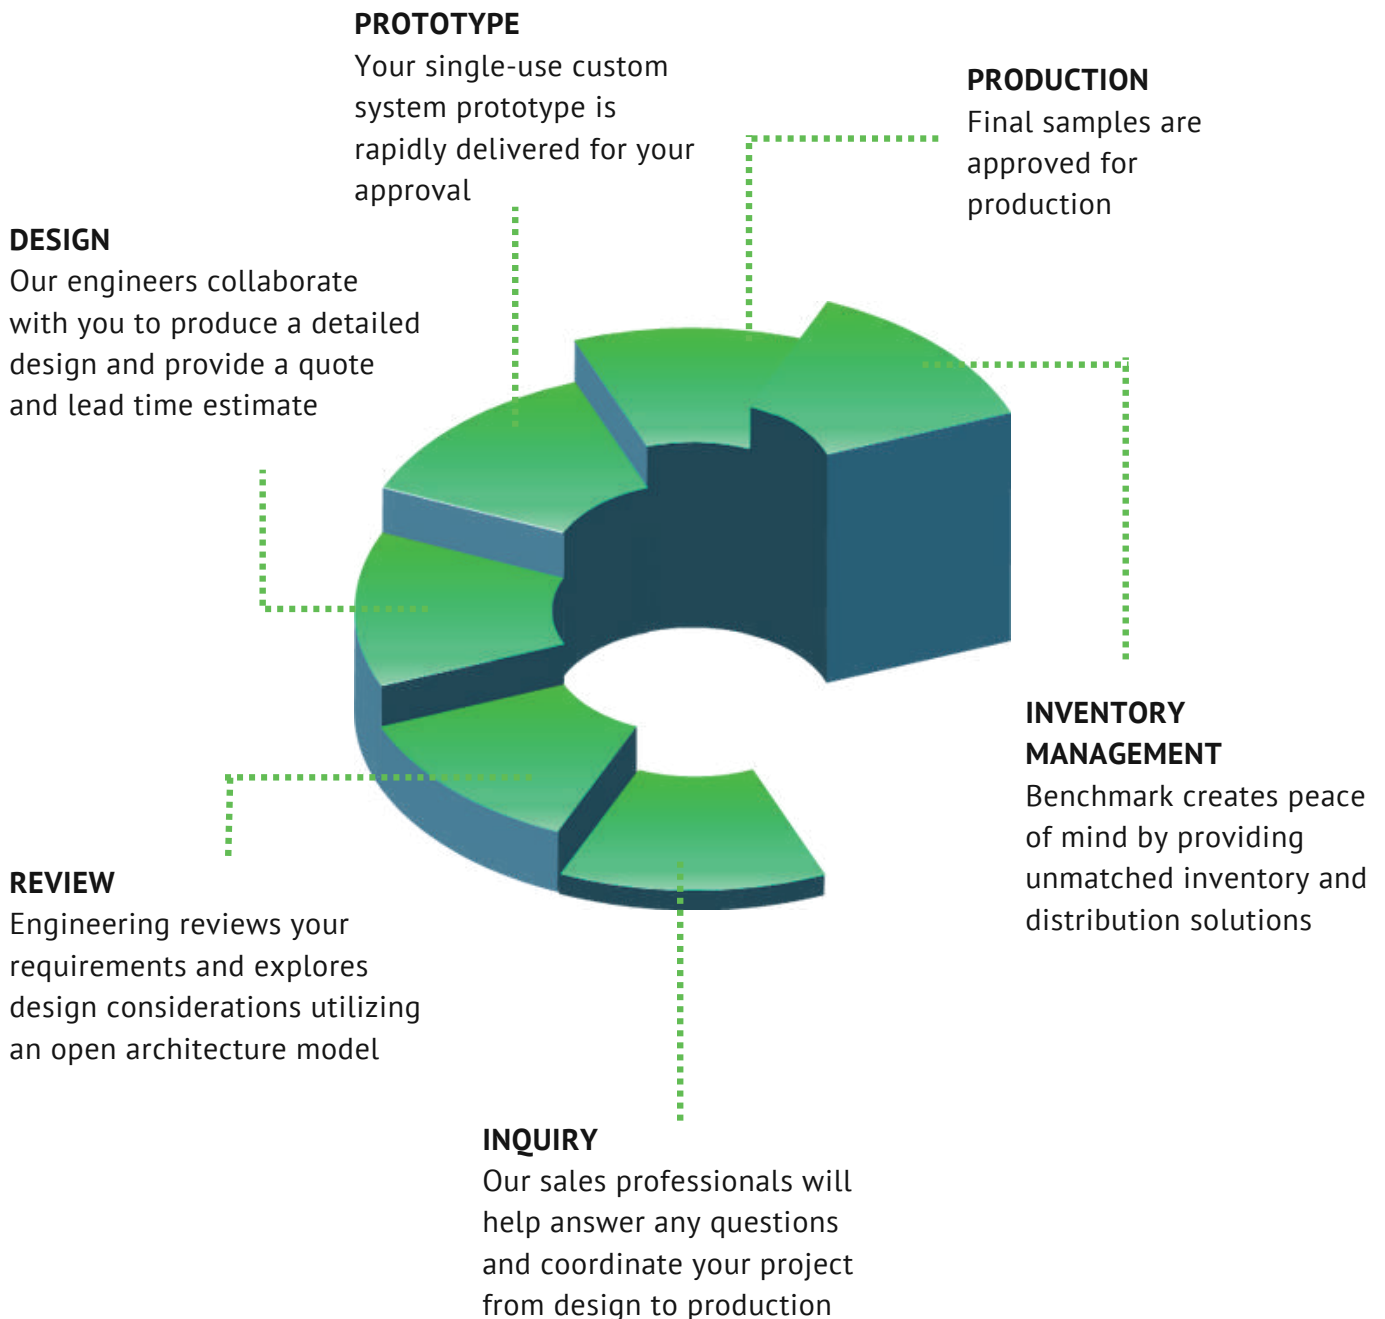 PROTOTYPE
Your single-use custom
system prototype is
rapidly delivered for your
approval
PRODUCTION
Final samples are
approved for
production
DESIGN
Our engineers collaborate
with you to produce a detailed
design and provide a quote
and lead time estimate
INVENTORY
MANAGEMENT
Benchmark creates peace
of mind by providing
unmatched inventory and
distribution solutions
REVIEW
Engineering reviews your
requirements and explores
design considerations utilizing
an open architecture model
INQUIRY
Our sales professionals will
help answer any questions
and coordinate your project
from design to production